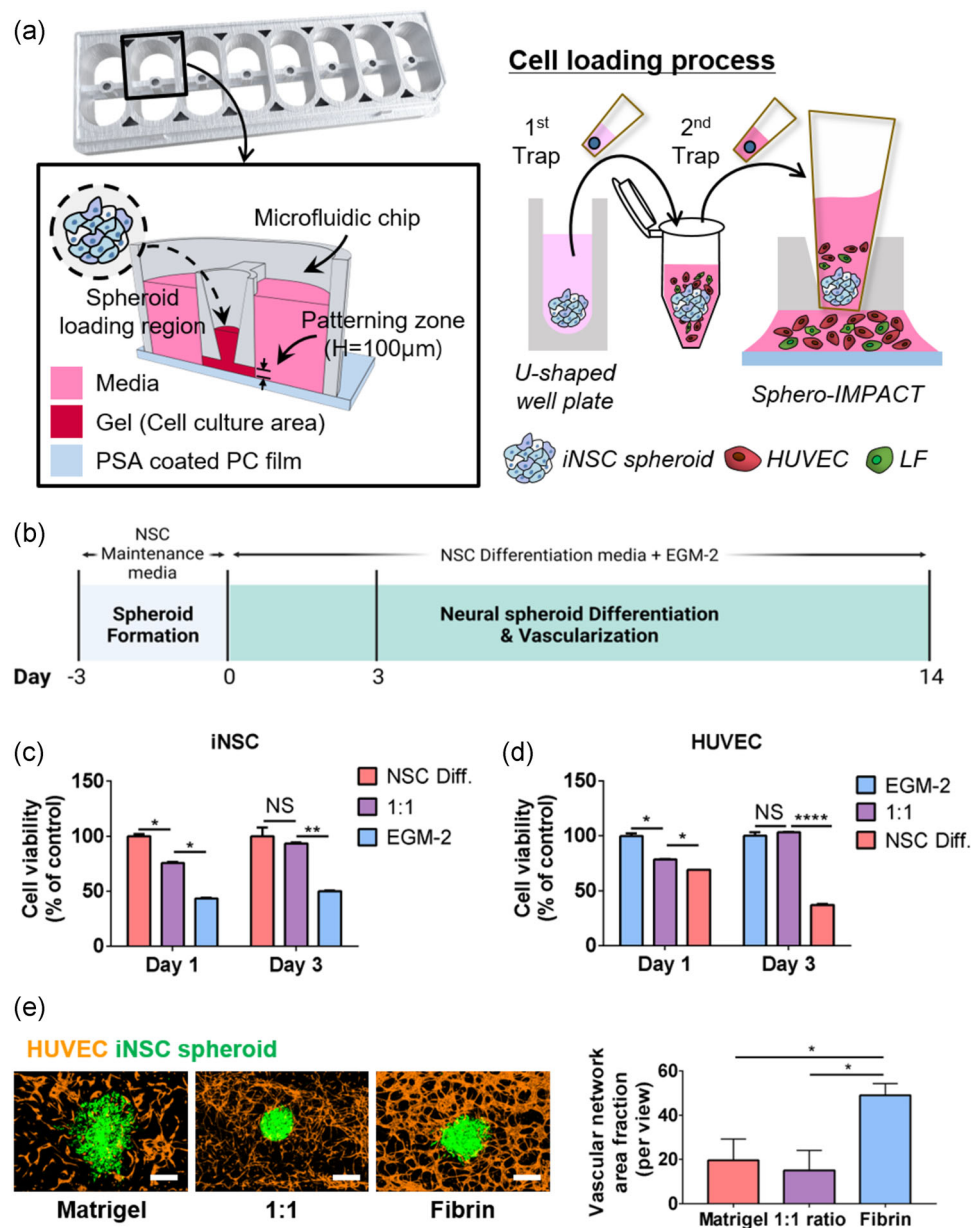 (a)
Cell loading process
1st
Trap
2nd
Trap
Microfluidic chip
Spheroid
loading region
Patterning zone
(H=100μm)
Media
Gel (Cell culture area)
PSA coated PC film
U-shaped
well plate
Sphero-IMPACT
iNSC spheroid
HUVEC
LF
(b)
NSC
Maintenance
media
NSC Differentiation media + EGM-2
Spheroid
Formation
Neural spheroid Differentiation
& Vascularization
Day
-3
0
3
14
(c)
iNSC
Cell viability
(% of control)
150
100
50
0
*
*
NS
**
Day 1
Day 3
NSC Diff.
1:1
EGM-2
(d)
HUVEC
Cell viability
(% of control)
150
100
50
0
*
*
NS
****
Day 1
Day 3
EGM-2
1:1
NSC Diff.
(e)
HUVEC iNSC spheroid
Matrigel
1:1
Fibrin
Vascular network
area fraction
(per view)
60
40
20
0
*
*
Matrigel
1:1 ratio
Fibrin